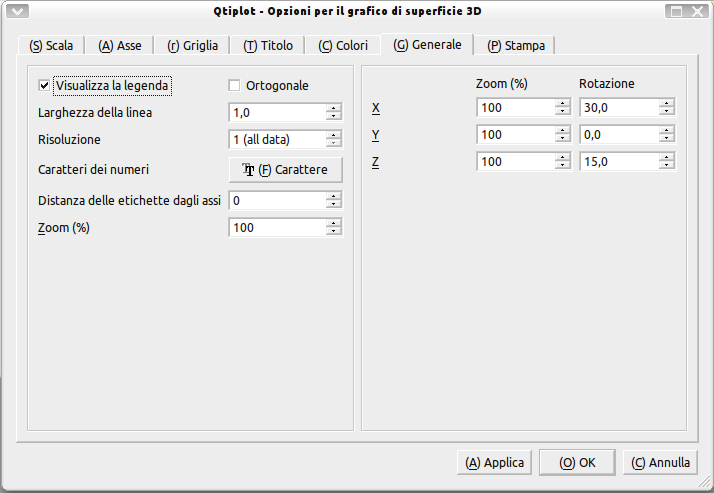 Qtiplot - Opzioni per il grafico di superficie 3D
(S) Scala (A) Asse (r) Griglia (T) Titolo (C) Colori (G) Generale (P) Stampa
Visualizza la legenda Ortogonale
Larghezza della linea 1,0
Risoluzione 1 (all data)
Caratteri dei numeri (F) Carattere
Distanza delle etichette dagli assi 0
Zoom (%) 100
Zoom (%) Rotazione
X 100 30,0
Y 100 0,0
Z 100 15,0
(A) Applica (O) OK (C) Annulla